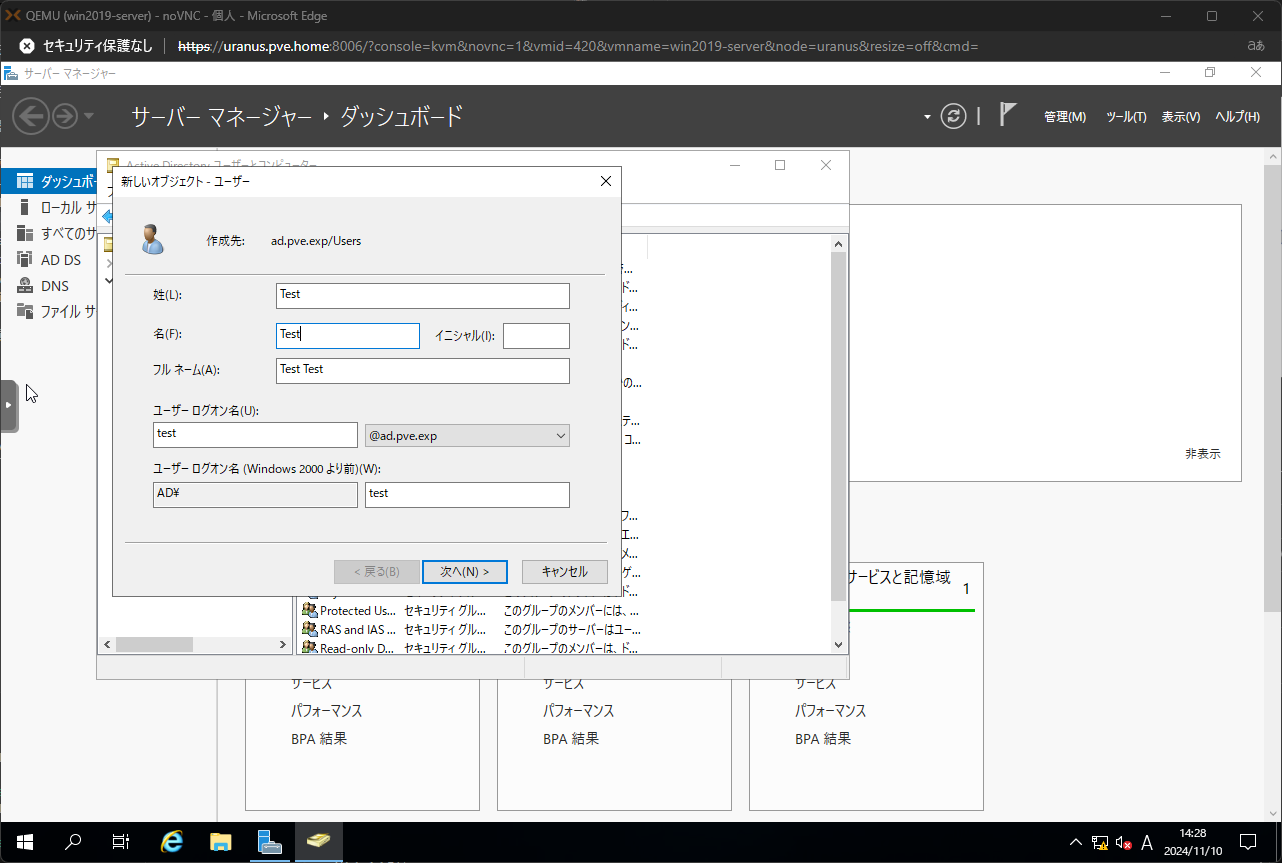 QEMU (win2019-server) - noVNC - 個人 - Microsoft Edge
セキュリティ保護なし https://uranus.pve.home:8006/?console=kvm&novnc=1&vmid=420&vmname=win2019-server&node=uranus&resize=off&cmd= aあ
サーバー マネージャー
サーバー マネージャー ダッシュボード 管理(M) ツール(T) 表示(V) ヘルプ(H)
Active Directory ユーザーとコンピューター
新しいオブジェクト - ユーザー
ダッシュボ
ローカル サ
すべてのサ
AD DS
DNS
ファイル サ
作成先: ad.pve.exp/Users
姓(L): Test
名(F): Test イニシャル(I):
フル ネーム(A): Test Test
ユーザー ログオン名(U):
test @ad.pve.exp
ユーザー ログオン名 (Windows 2000 より前)(W):
AD¥ test
< 戻る(B) 次へ(N) > キャンセル
非表示
Protected Us... セキュリティ グル... このグループのメンバーには、...
RAS and IAS ... セキュリティ グル... このグループのサーバーはユー...
Read-only D... セキュリティ グル... このグループのメンバーは、ド...
サービスと記憶域 1
サービス サービス サービス
パフォーマンス パフォーマンス パフォーマンス
BPA 結果 BPA 結果 BPA 結果
A 14:28
2024/11/10